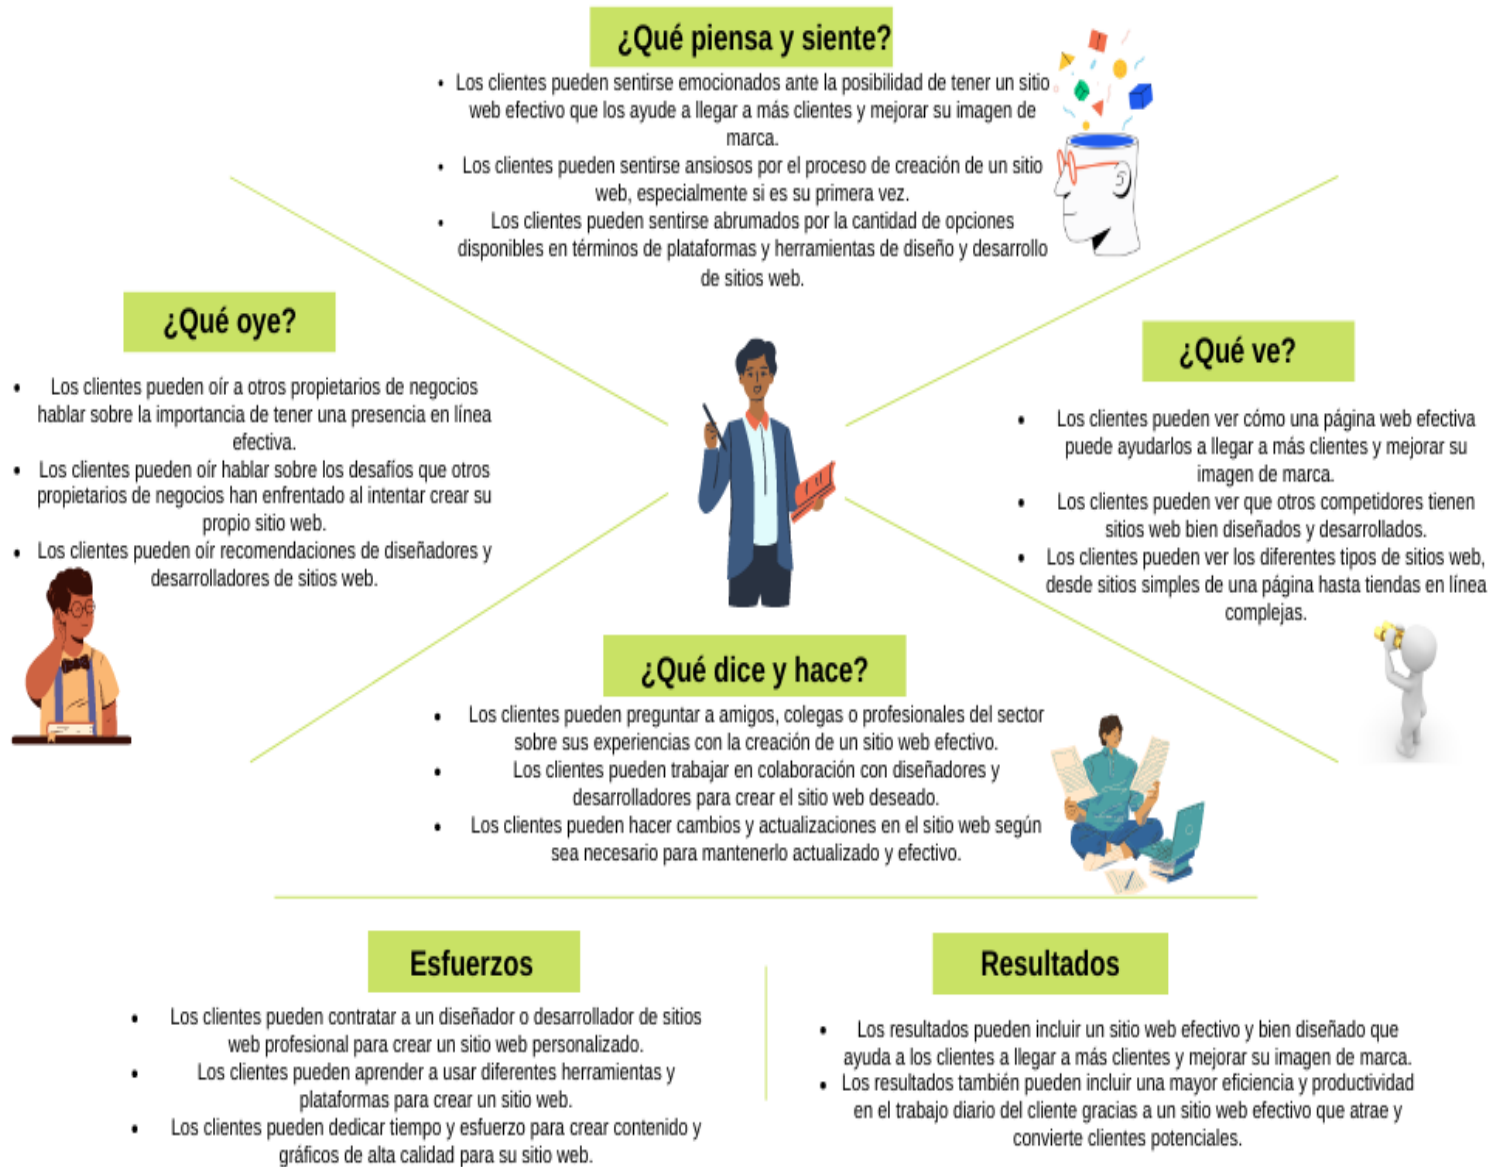 ¿Qué piensa y siente?
• Los clientes pueden sentirse emocionados ante la posibilidad de tener un sitio
web efectivo que los ayude a llegar a más clientes y mejorar su imagen de
marca.
• Los clientes pueden sentirse ansiosos por el proceso de creación de un sitio
web, especialmente si es su primera vez.
• Los clientes pueden sentirse abrumados por la cantidad de opciones
disponibles en términos de plataformas y herramientas de diseño y desarrollo
de sitios web.
¿Qué oye?
• Los clientes pueden oír a otros propietarios de negocios
hablar sobre la importancia de tener una presencia en línea
efectiva.
• Los clientes pueden oír hablar sobre los desafíos que otros
propietarios de negocios han enfrentado al intentar crear su
propio sitio web.
• Los clientes pueden oír recomendaciones de diseñadores y
desarrolladores de sitios web.
¿Qué ve?
• Los clientes pueden ver cómo una página web efectiva
puede ayudarlos a llegar a más clientes y mejorar su
imagen de marca.
• Los clientes pueden ver que otros competidores tienen
sitios web bien diseñados y desarrollados.
• Los clientes pueden ver los diferentes tipos de sitios web,
desde sitios simples de una página hasta tiendas en línea
complejas.
¿Qué dice y hace?
• Los clientes pueden preguntar a amigos, colegas o profesionales del sector
sobre sus experiencias con la creación de un sitio web efectivo.
• Los clientes pueden trabajar en colaboración con diseñadores y
desarrolladores para crear el sitio web deseado.
• Los clientes pueden hacer cambios y actualizaciones en el sitio web según
sea necesario para mantenerlo actualizado y efectivo.
Esfuerzos
• Los clientes pueden contratar a un diseñador o desarrollador de sitios
web profesional para crear un sitio web personalizado.
• Los clientes pueden aprender a usar diferentes herramientas y
plataformas para crear un sitio web.
• Los clientes pueden dedicar tiempo y esfuerzo para crear contenido y
gráficos de alta calidad para su sitio web.
Resultados
• Los resultados pueden incluir un sitio web efectivo y bien diseñado que
ayuda a los clientes a llegar a más clientes y mejorar su imagen de marca.
• Los resultados también pueden incluir una mayor eficiencia y productividad
en el trabajo diario del cliente gracias a un sitio web efectivo que atrae y
convierte clientes potenciales.